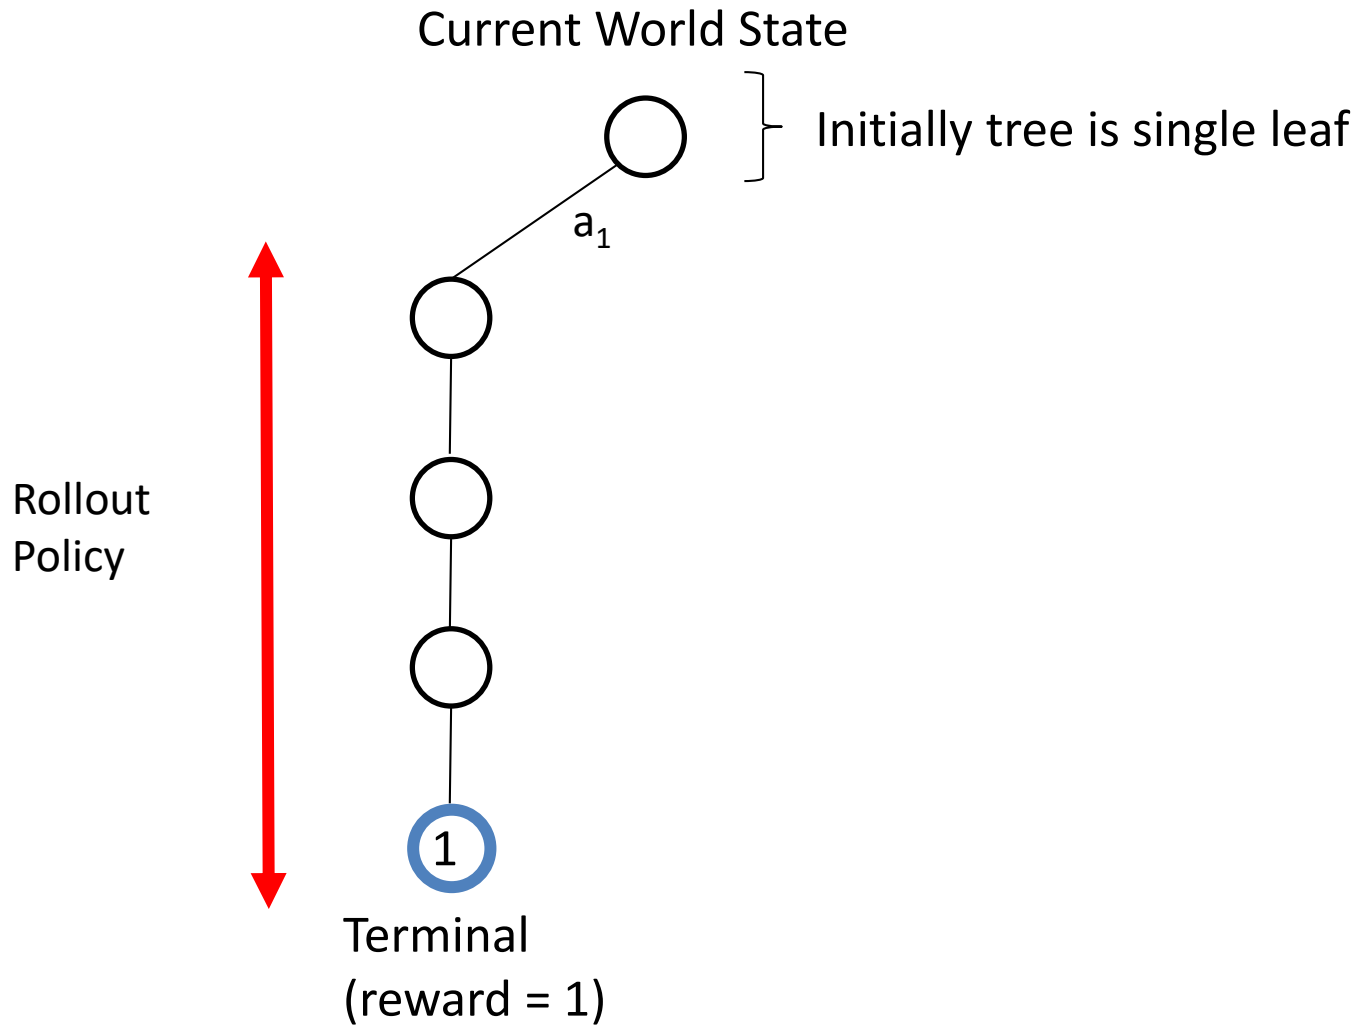 Current World State
Initially tree is single leaf
a₁
Rollout
Policy
1
Terminal
(reward = 1)